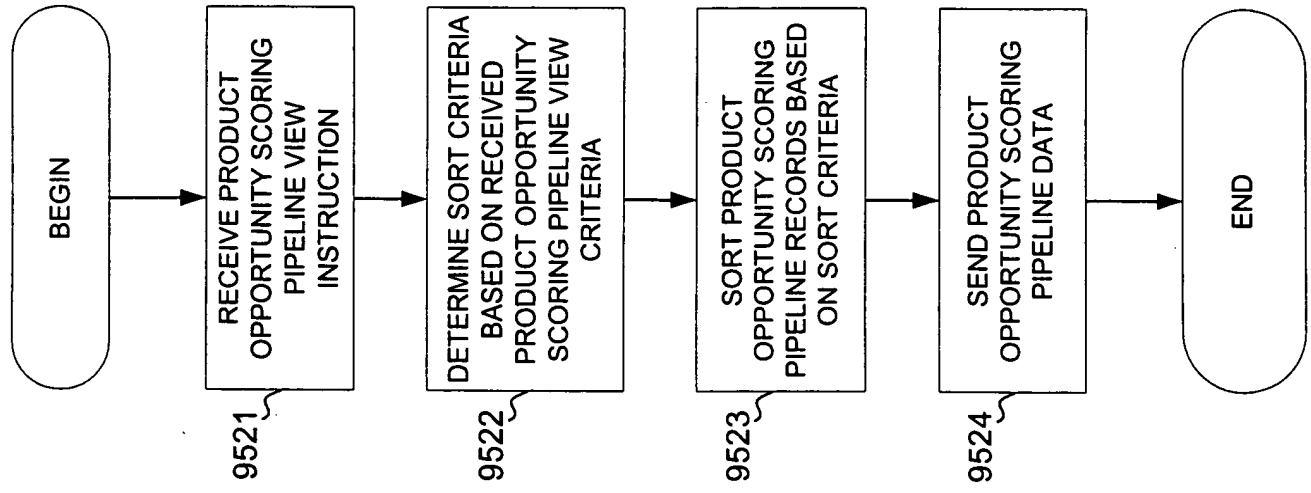 BEGIN
RECEIVE PRODUCT
OPPORTUNITY SCORING
PIPELINE VIEW
INSTRUCTION
9521
DETERMINE SORT CRITERIA
BASED ON RECEIVED
PRODUCT OPPORTUNITY
SCORING PIPELINE VIEW
CRITERIA
9522
SORT PRODUCT
OPPORTUNITY SCORING
PIPELINE RECORDS BASED
ON SORT CRITERIA
9523
SEND PRODUCT
OPPORTUNITY SCORING
PIPELINE DATA
9524
END